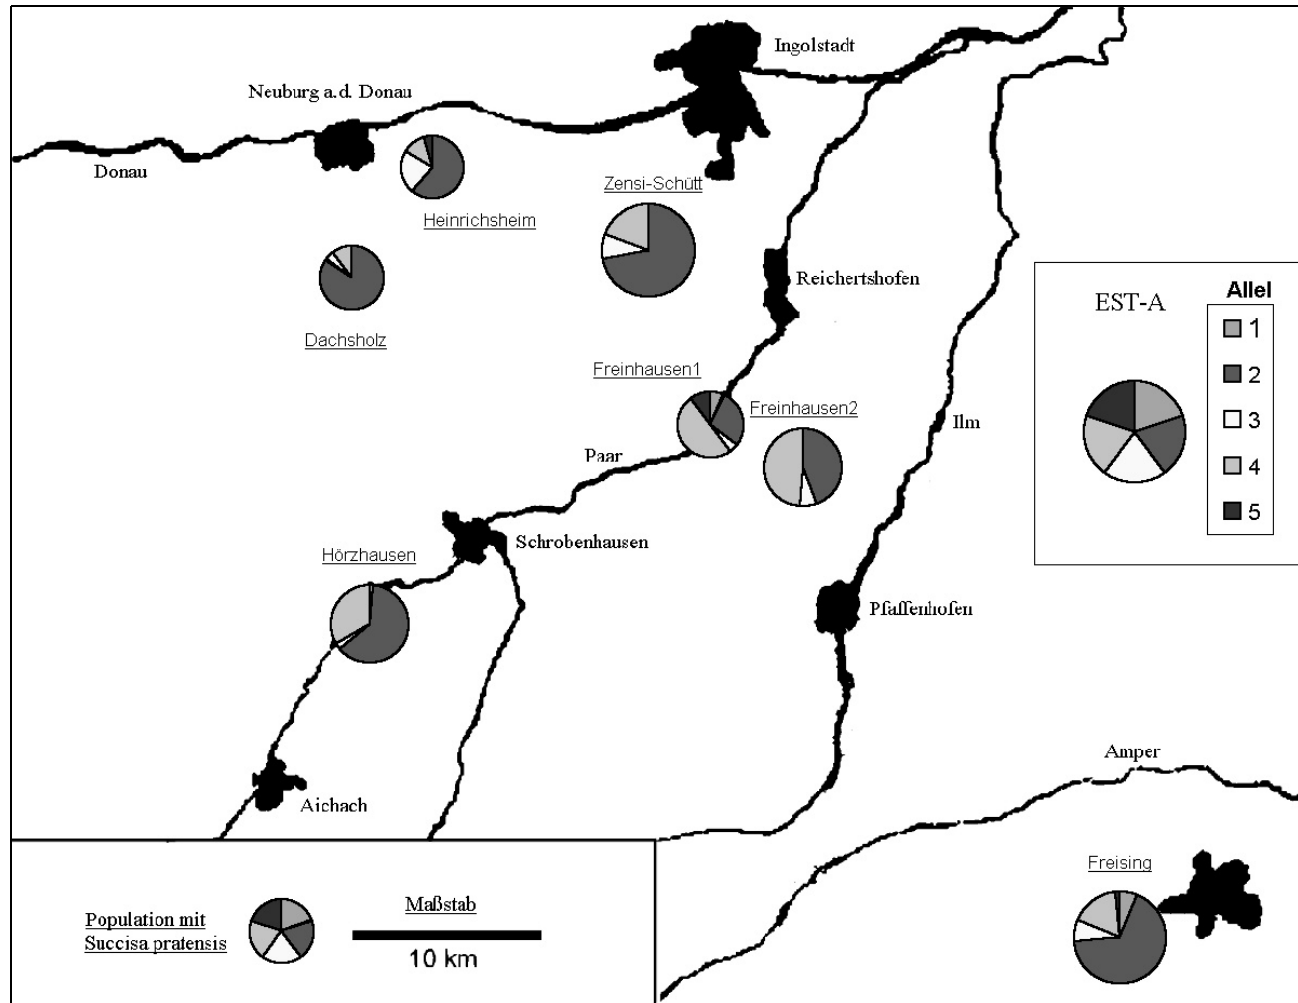 Ingolstadt
Neuburg a.d. Donau
Donau
Heinrichsheim
Zensi-Schütt
Reichertshofen
Dachsholz
Freinhausen1
Freinhausen2
Ilm
Paar
Schrobenhausen
Hörzhausen
Pfaffenhofen
Aichach
Amper
Freising
EST-A
Allel
1
2
3
4
5
Population mit
Succisa pratensis
Maßstab
10 km